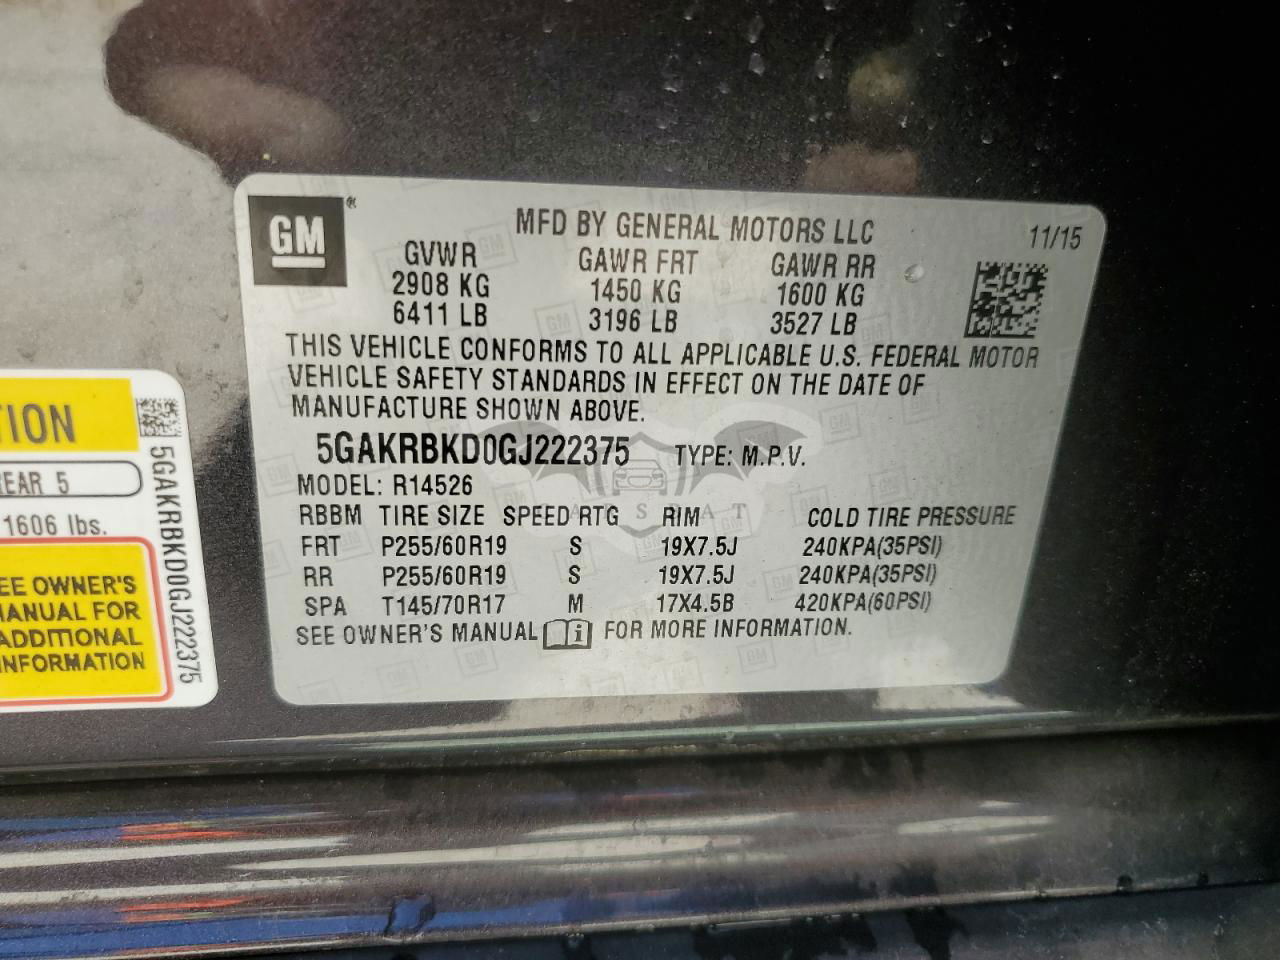 GM®
MFD BY GENERAL MOTORS LLC 11/15
GVWR GAWR FRT GAWR RR
2908 KG 1450 KG 1600 KG
6411 LB 3196 LB 3527 LB
THIS VEHICLE CONFORMS TO ALL APPLICABLE U.S. FEDERAL MOTOR
VEHICLE SAFETY STANDARDS IN EFFECT ON THE DATE OF
MANUFACTURE SHOWN ABOVE.
5GAKRBKD0GJ222375 TYPE: M.P.V.
MODEL: R14526
RBBM TIRE SIZE SPEED RTG RIM COLD TIRE PRESSURE
FRT P255/60R19 S 19X7.5J 240KPA(35PSI)
RR P255/60R19 S 19X7.5J 240KPA(35PSI)
SPA T145/70R17 M 17X4.5B 420KPA(60PSI)
SEE OWNER'S MANUAL FOR MORE INFORMATION.
TION
REAR 5
1606 lbs.
SEE OWNER'S
MANUAL FOR
ADDITIONAL
INFORMATION
5GAKRBKD0GJ222375